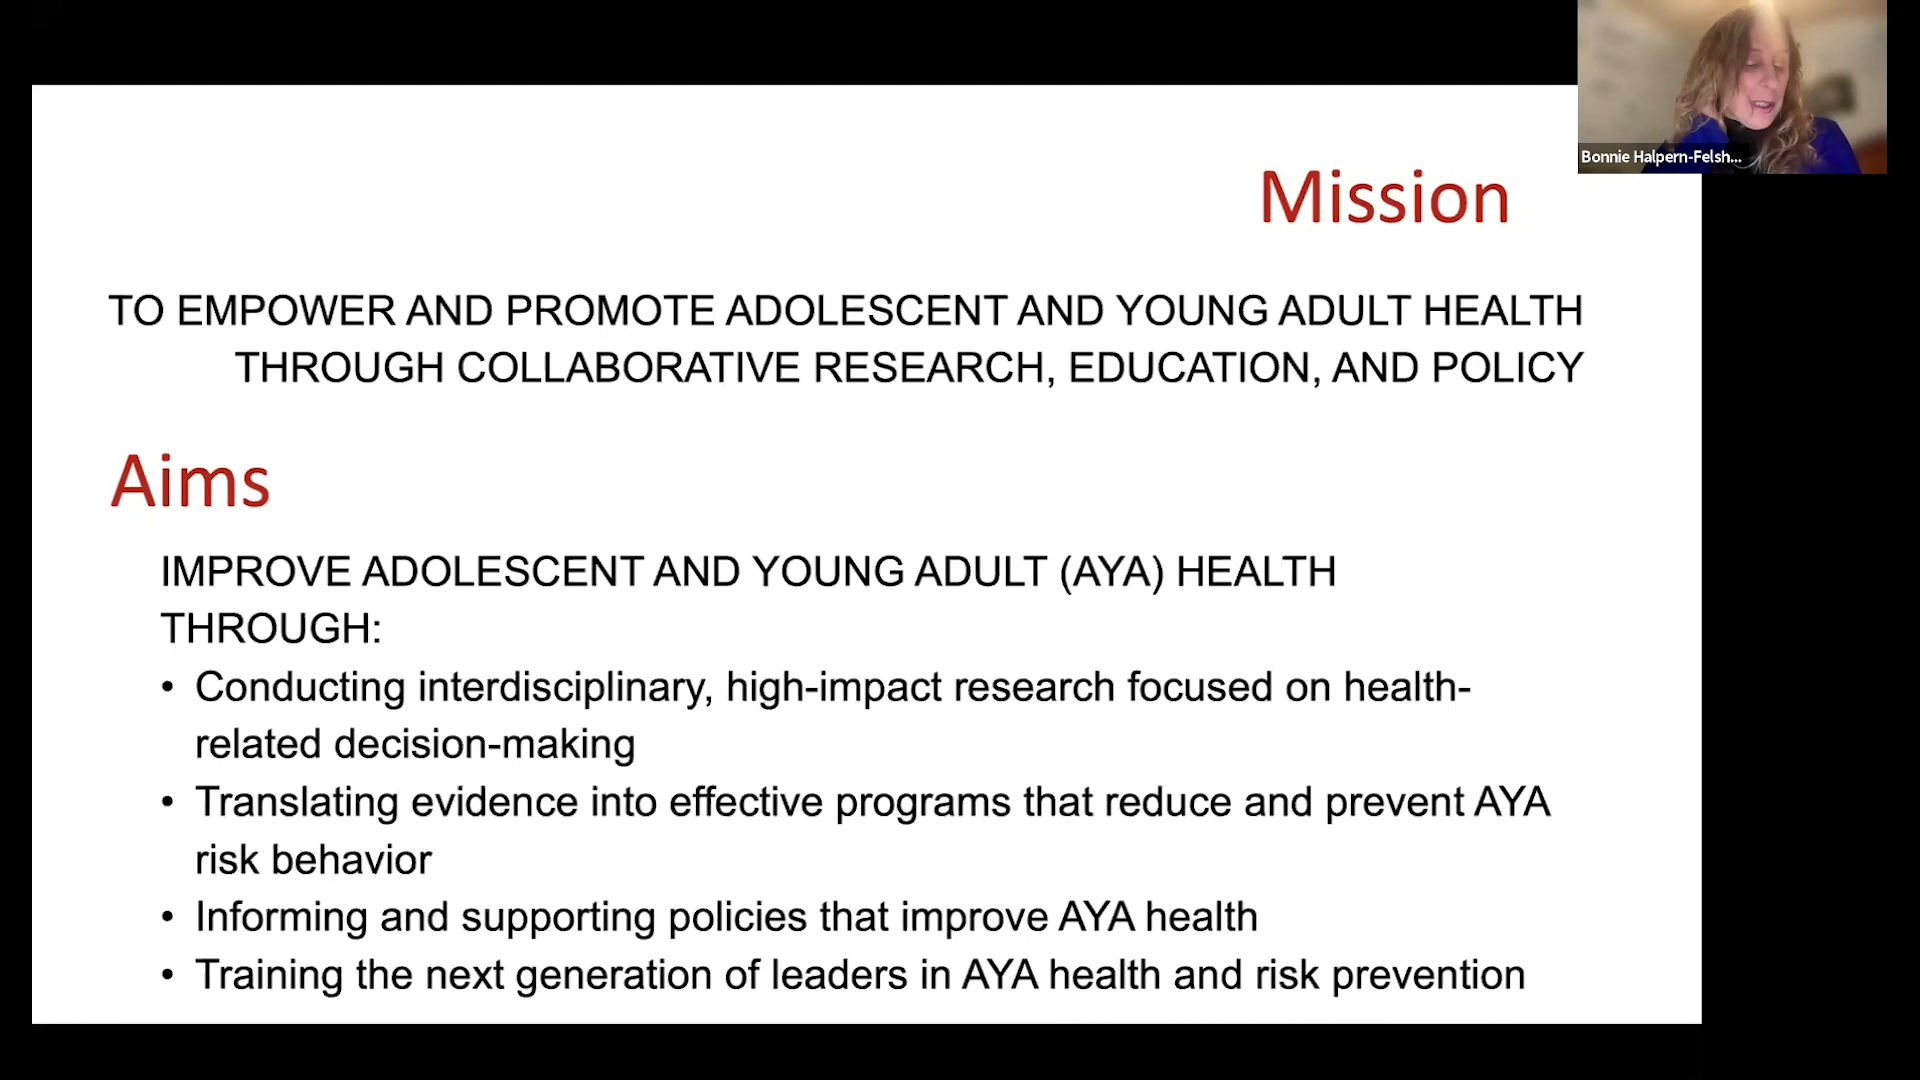 Bonnie Halpern-Felsh...
Mission
TO EMPOWER AND PROMOTE ADOLESCENT AND YOUNG ADULT HEALTH
THROUGH COLLABORATIVE RESEARCH, EDUCATION, AND POLICY
Aims
IMPROVE ADOLESCENT AND YOUNG ADULT (AYA) HEALTH
THROUGH:
• Conducting interdisciplinary, high-impact research focused on health-
related decision-making
• Translating evidence into effective programs that reduce and prevent AYA
risk behavior
• Informing and supporting policies that improve AYA health
• Training the next generation of leaders in AYA health and risk prevention